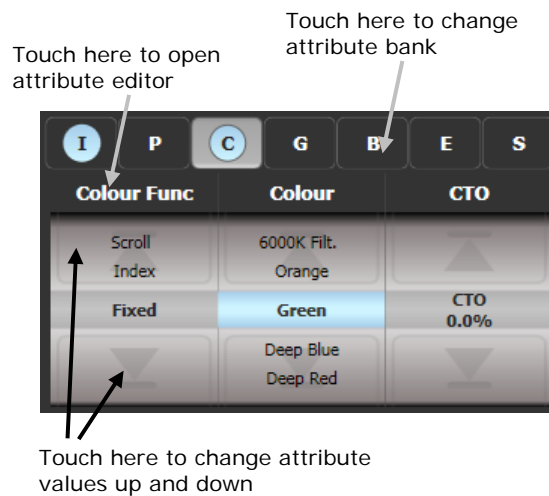 Touch here to change
attribute bank
Touch here to open
attribute editor
I P C G B E S
Colour Func Colour CTO
Scroll 6000K Filt.
Index Orange
Fixed Green CTO
0.0%
Deep Blue
Deep Red
Touch here to change attribute
values up and down